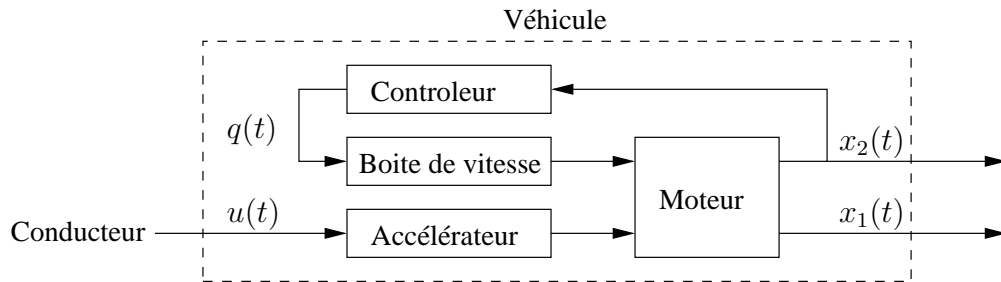 Véhicule
Controleur
q(t)
Boite de vitesse
x₂(t)
Moteur
u(t)
x₁(t)
Conducteur
Accélérateur